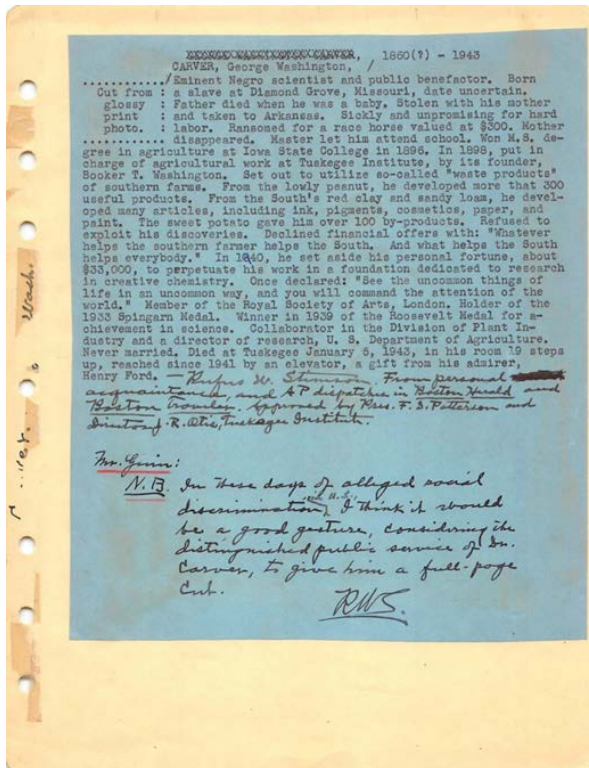 CARVER, 1860(?) - 1943
CARVER, George Washington, /
............/Eminent Negro scientist and public benefactor. Born
Cut from : a slave at Diamond Grove, Missouri, date uncertain.
glossy : Father died when he was a baby. Stolen with his mother
print : and taken to Arkansas. Sickly and unpromising for hard
photo. : labor. Ransomed for a race horse valued at $300. Mother
............ disappeared. Master let him attend school. Won M.S. de-
gree in agriculture at Iowa State College in 1896. In 1898, put in
charge of agricultural work at Tuskegee Institute, by its founder,
Booker T. Washington. Set out to utilize so-called "waste products"
of southern farms. From the lowly peanut, he developed more that 300
useful products. From the South's red clay and sandy loam, he devel-
oped many articles, including ink, pigments, cosmetics, paper, and
paint. The sweet potato gave him over 100 by-products. Refused to
exploit his discoveries. Declined financial offers with: "Whatever
helps the southern farmer helps the South. And what helps the South
helps everybody." In 1940, he set aside his personal fortune, about
$33,000, to perpetuate his work in a foundation dedicated to research
in creative chemistry. Once declared: "See the uncommon things of
life in an uncommon way, and you will command the attention of the
world." Member of the Royal Society of Arts, London. Holder of the
1933 Spingarn Medal. Winner in 1939 of the Roosevelt Medal for a-
chievement in science. Collaborator in the Division of Plant In-
dustry and a director of research, U. S. Department of Agriculture.
Never married. Died at Tuskegee January 5, 1943, in his room 19 steps
up, reached since 1941 by an elevator, a gift from his admirer,
Henry Ford. — Rufus W. Stimson. From personal
acquaintance, and AP dispatches in Boston Herald and
Boston Traveler. Approved by Pres. F. D. Patterson and
Director J. R. Otis, Tuskegee Institute.
Mr. Guin:
N.B. In these days of alleged social
discrimination in U.S., I think it would
be a good gesture, considering the
distinguished public service of Dr.
Carver, to give him a full-page
cut.
RWS.
Wash.